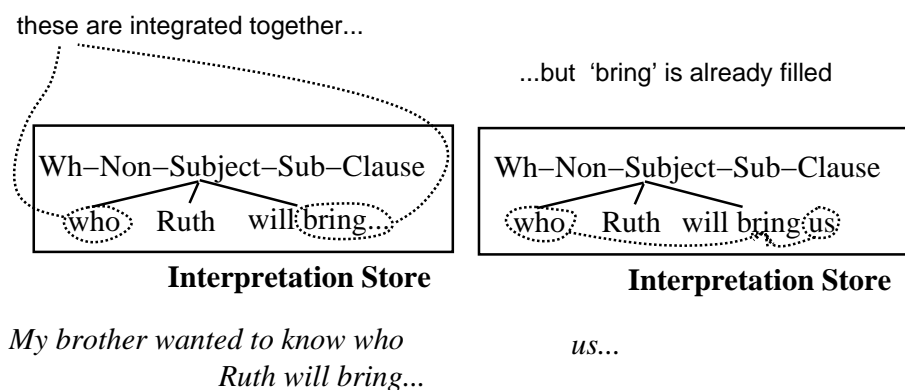 these are integrated together...
...but 'bring' is already filled
Wh–Non–Subject–Sub–Clause
who Ruth will bring...
Interpretation Store
Wh–Non–Subject–Sub–Clause
who Ruth will bring us
Interpretation Store
My brother wanted to know who
Ruth will bring...
us...